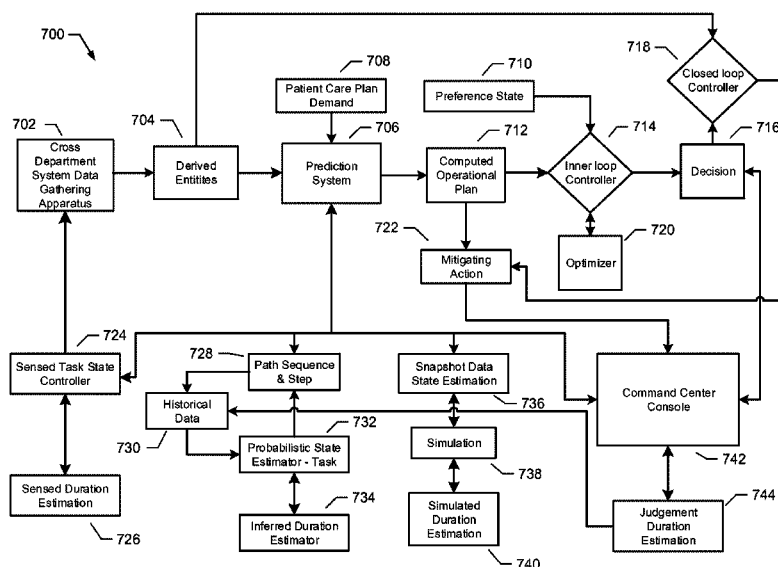 700
708
Patient Care Plan
Demand
710
Preference State
718
Closed loop
Controller
702
Cross
Department
System Data
Gathering
Apparatus
704
Derived
Entitites
706
Prediction
System
712
Computed
Operational
Plan
714
Inner loop
Controller
716
Decision
722
Mitigating
Action
720
Optimizer
724
Sensed Task State
Controller
728
Path Sequence
& Step
Snapshot Data
State Estimation
736
Command Center
Console
742
Historical
Data
730
732
Probabilistic State
Estimator - Task
Simulation
738
Sensed Duration
Estimation
726
734
Inferred Duration
Estimator
Simulated
Duration
Estimation
740
744
Judgement
Duration
Estimation